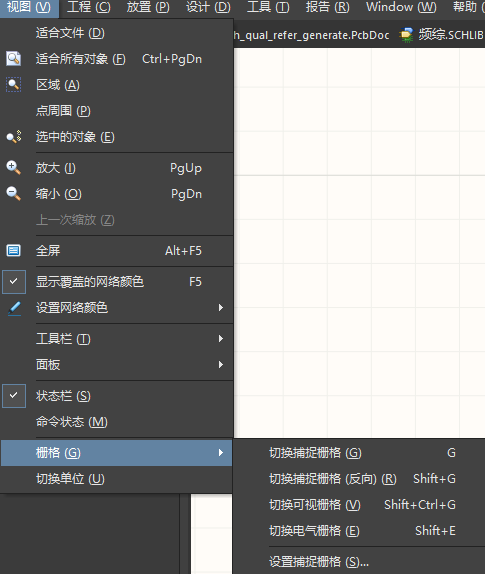 视图 (V) 工程 (C) 放置 (P) 设计 (D) 工具 (T) 报告 (R) Window (W) 帮助
h_qual_refer_generate.PcbDoc 频综.SCHLIB
适合文件 (D)
适合所有对象 (F) Ctrl+PgDn
区域 (A)
点周围 (P)
选中的对象 (E)
放大 (I) PgUp
缩小 (O) PgDn
上一次缩放 (Z)
全屏 Alt+F5
显示覆盖的网络颜色 F5
设置网络颜色
工具栏 (T)
面板
状态栏 (S)
命令状态 (M)
栅格 (G)
切换单位 (U)
切换捕捉栅格 (G) G
切换捕捉栅格 (反向) (R) Shift+G
切换可视栅格 (V) Shift+Ctrl+G
切换电气栅格 (E) Shift+E
设置捕捉栅格 (S)...